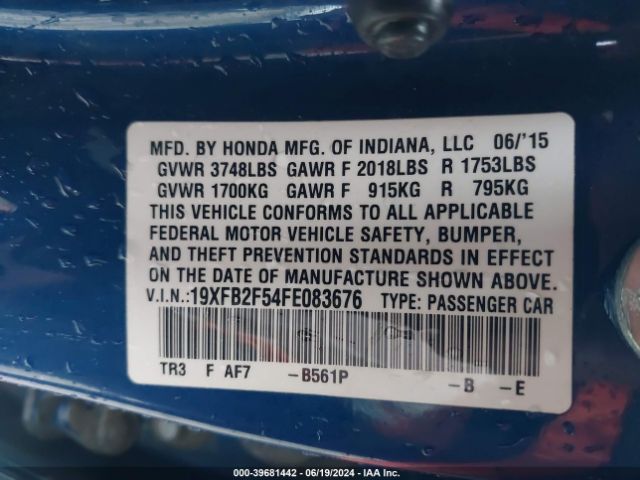 MFD. BY HONDA MFG. OF INDIANA, LLC 06/'15
GVWR 3748LBS GAWR F 2018LBS R 1753LBS
GVWR 1700KG GAWR F 915KG R 795KG
THIS VEHICLE CONFORMS TO ALL APPLICABLE
FEDERAL MOTOR VEHICLE SAFETY, BUMPER,
AND THEFT PREVENTION STANDARDS IN EFFECT
ON THE DATE OF MANUFACTURE SHOWN ABOVE.
V.I.N.:19XFB2F54FE083676 TYPE: PASSENGER CAR
TR3 F AF7 -B561P -B -E
000-39681442 - 06/19/2024 - IAA Inc.